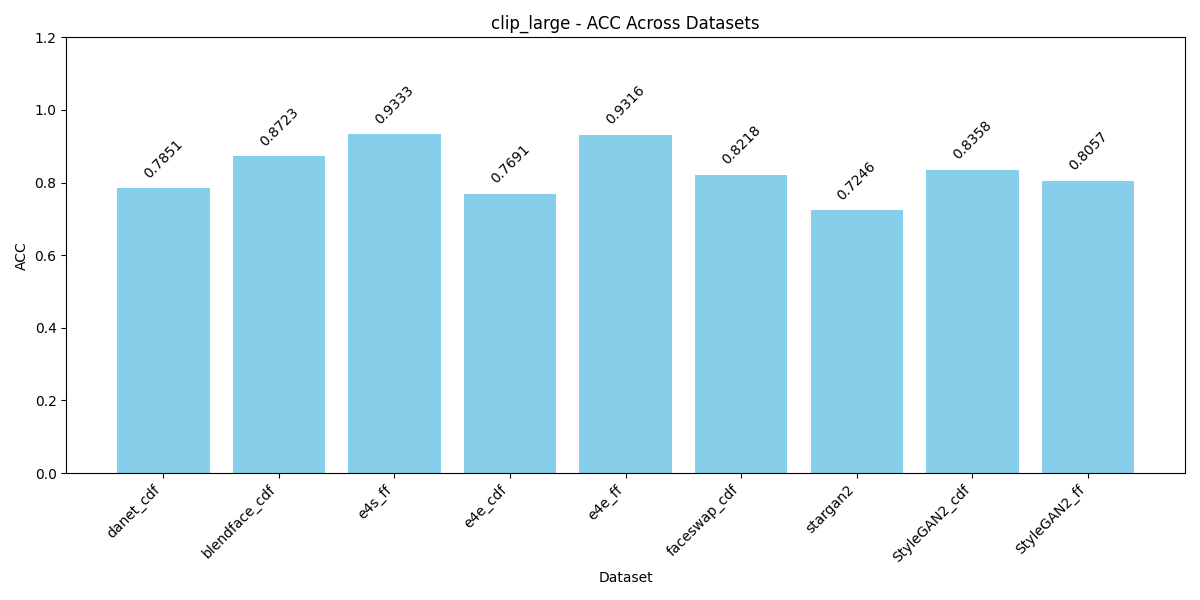 clip_large - ACC Across Datasets
1.2
1.0
0.8
0.6
0.4
0.2
0.0
ACC
0.7851
0.8723
0.9333
0.7691
0.9316
0.8218
0.7246
0.8358
0.8057
danet_cdf
blendface_cdf
e4s_ff
e4e_cdf
e4e_ff
faceswap_cdf
stargan2
StyleGAN2_cdf
StyleGAN2_ff
Dataset